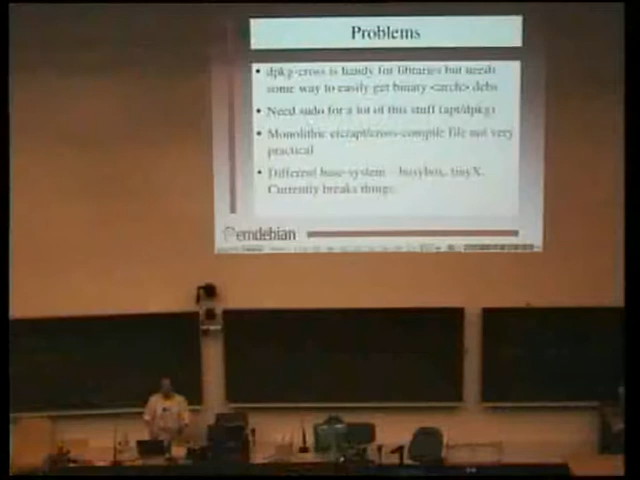 Problems
• dpkg-cross is handy for libraries but needs
some way to easily get binary <arch> debs
• Need sudo for a lot of this stuff (apt/dpkg)
• Monolithic etc/apt/cross-compile file not very
practical
• Different base-system - busybox, tinyX.
Currently breaks things.
emdebian